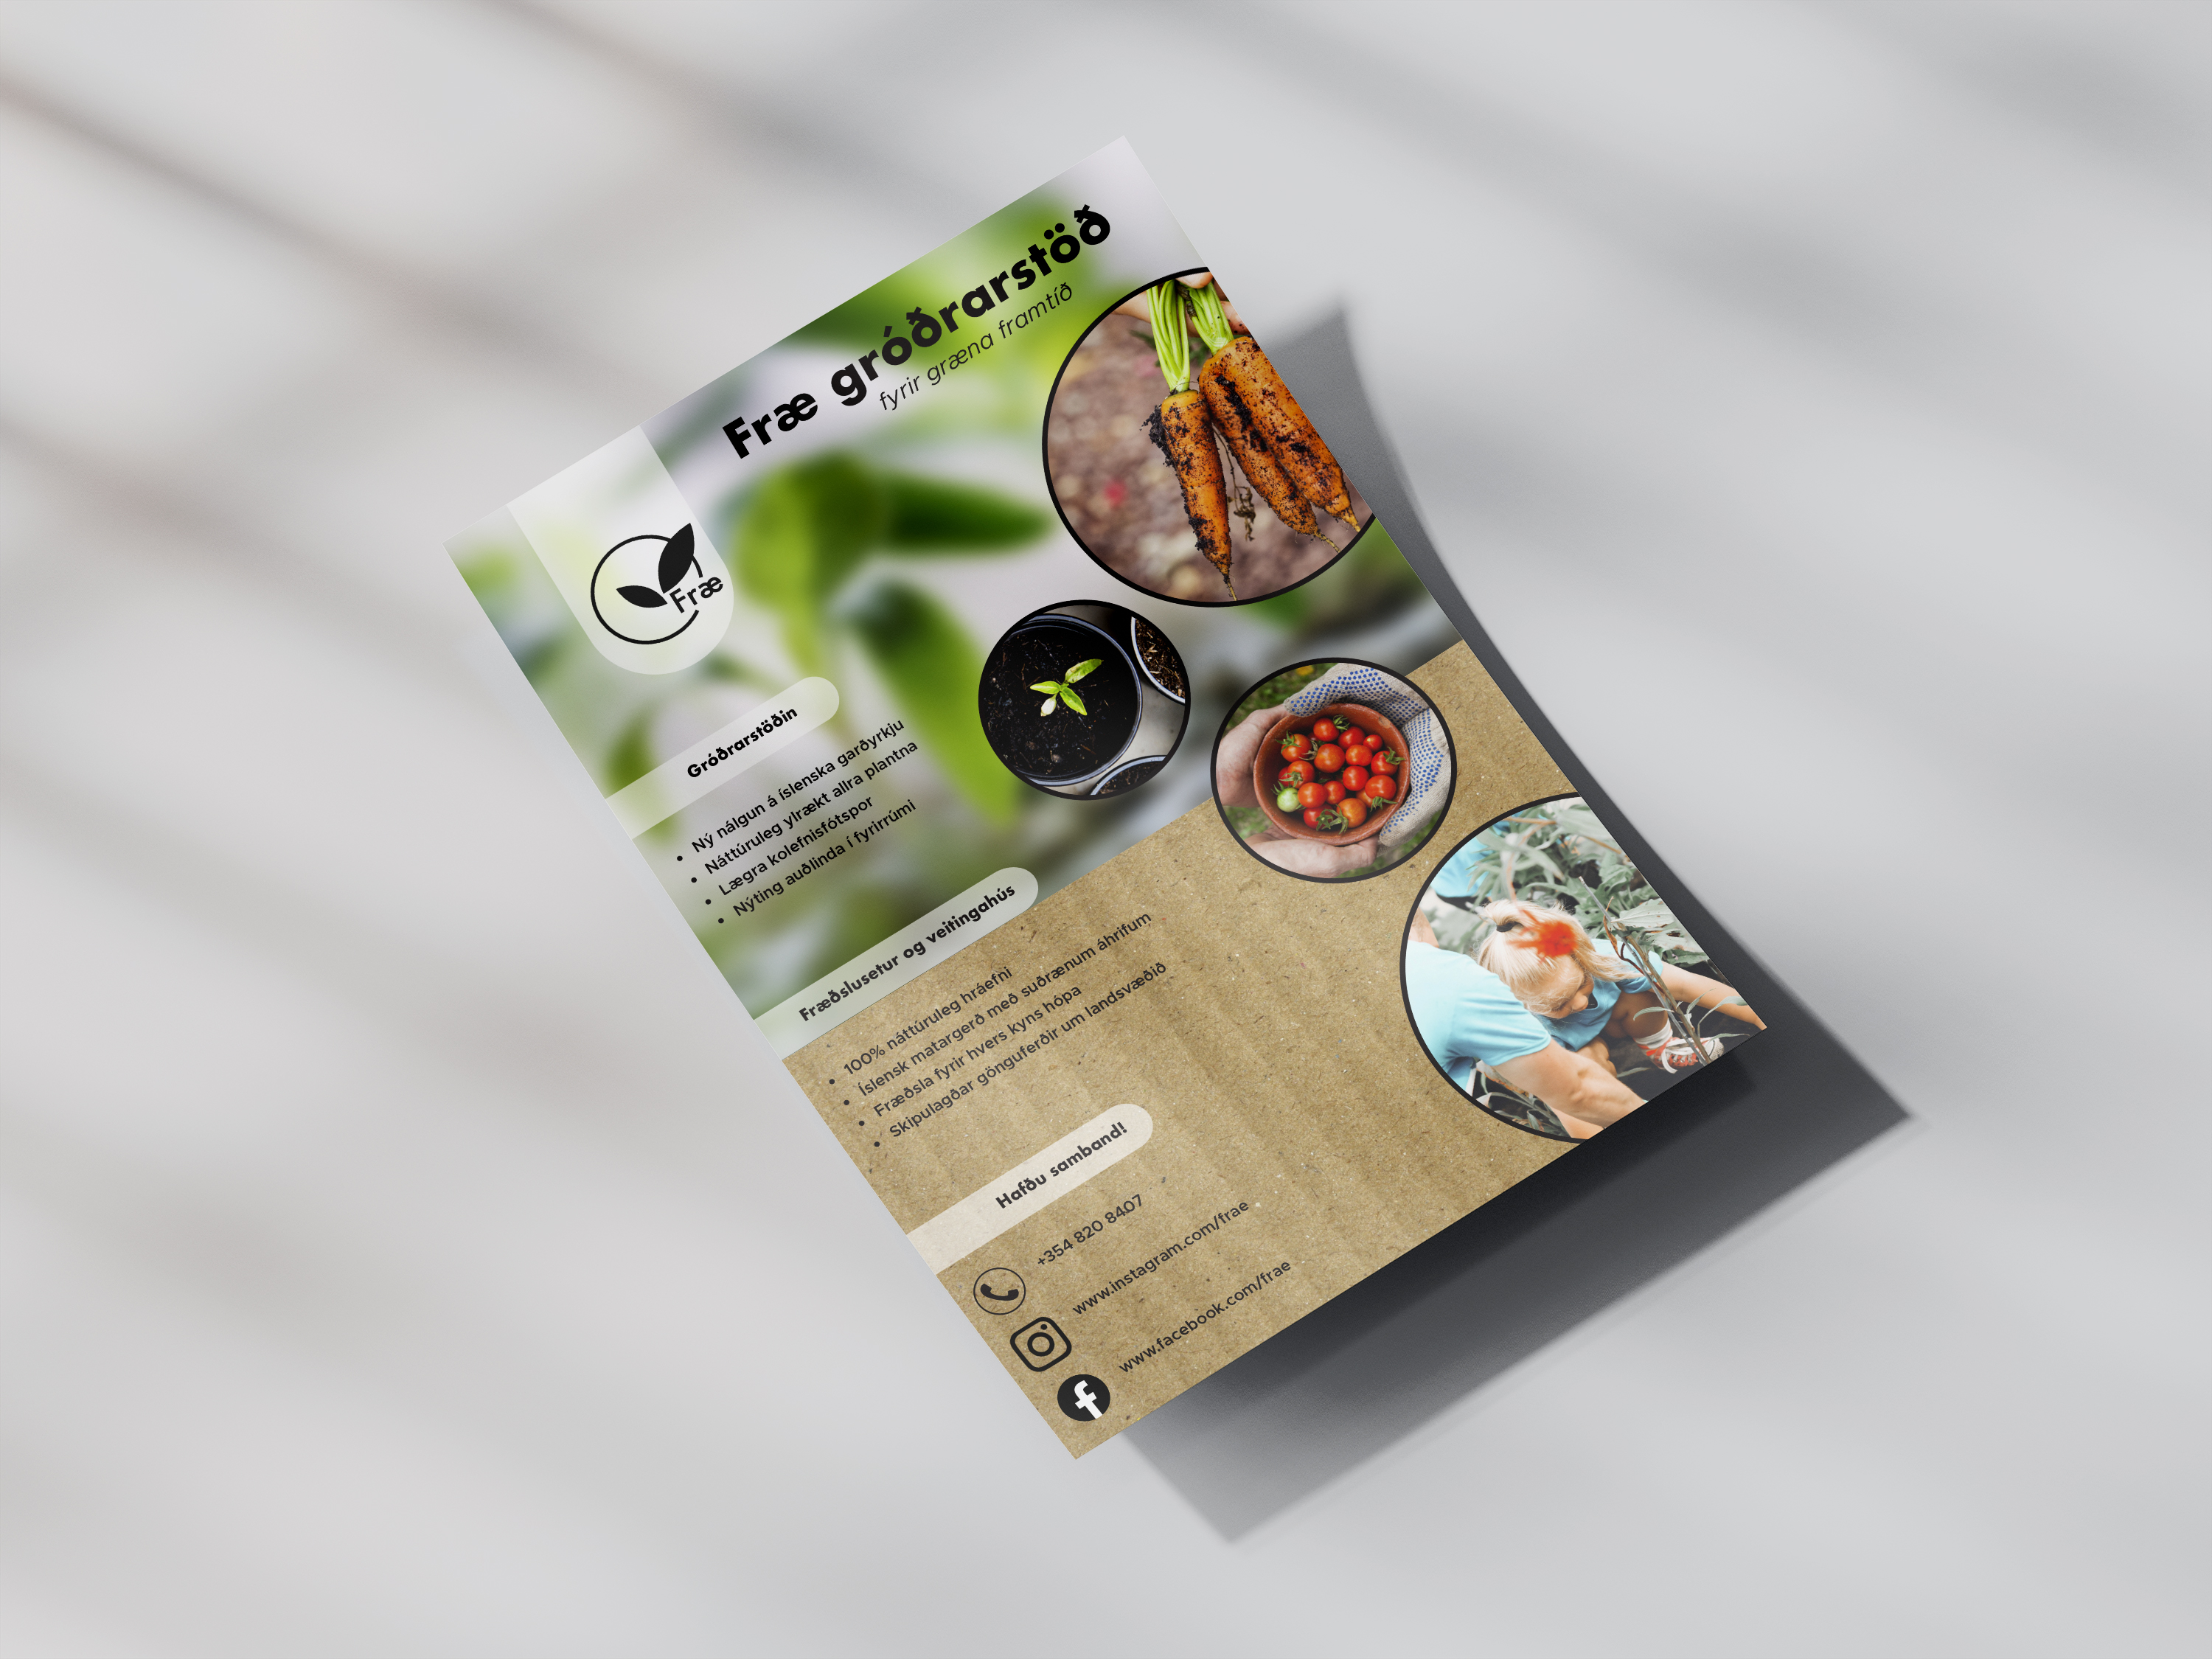 Fræ gróðrarstöð
fyrir græna framtíð
Fræ
Gróðrarstöðin
• Ný nálgun á íslenska garðyrkju
• Náttúruleg ylrækt allra plantna
• Lægra kolefnisfótspor
• Nýting auðlinda í fyrirrúmi
Fræðslusetur og veitingahús
• 100% náttúruleg hráefni
• Íslensk matargerð með suðrænum áhrifum
• Fræðsla fyrir hvers kyns hópa
• Skipulagðar gönguferðir um landsvæðið
Hafðu samband!
+354 820 8407
www.instagram.com/frae
www.facebook.com/frae